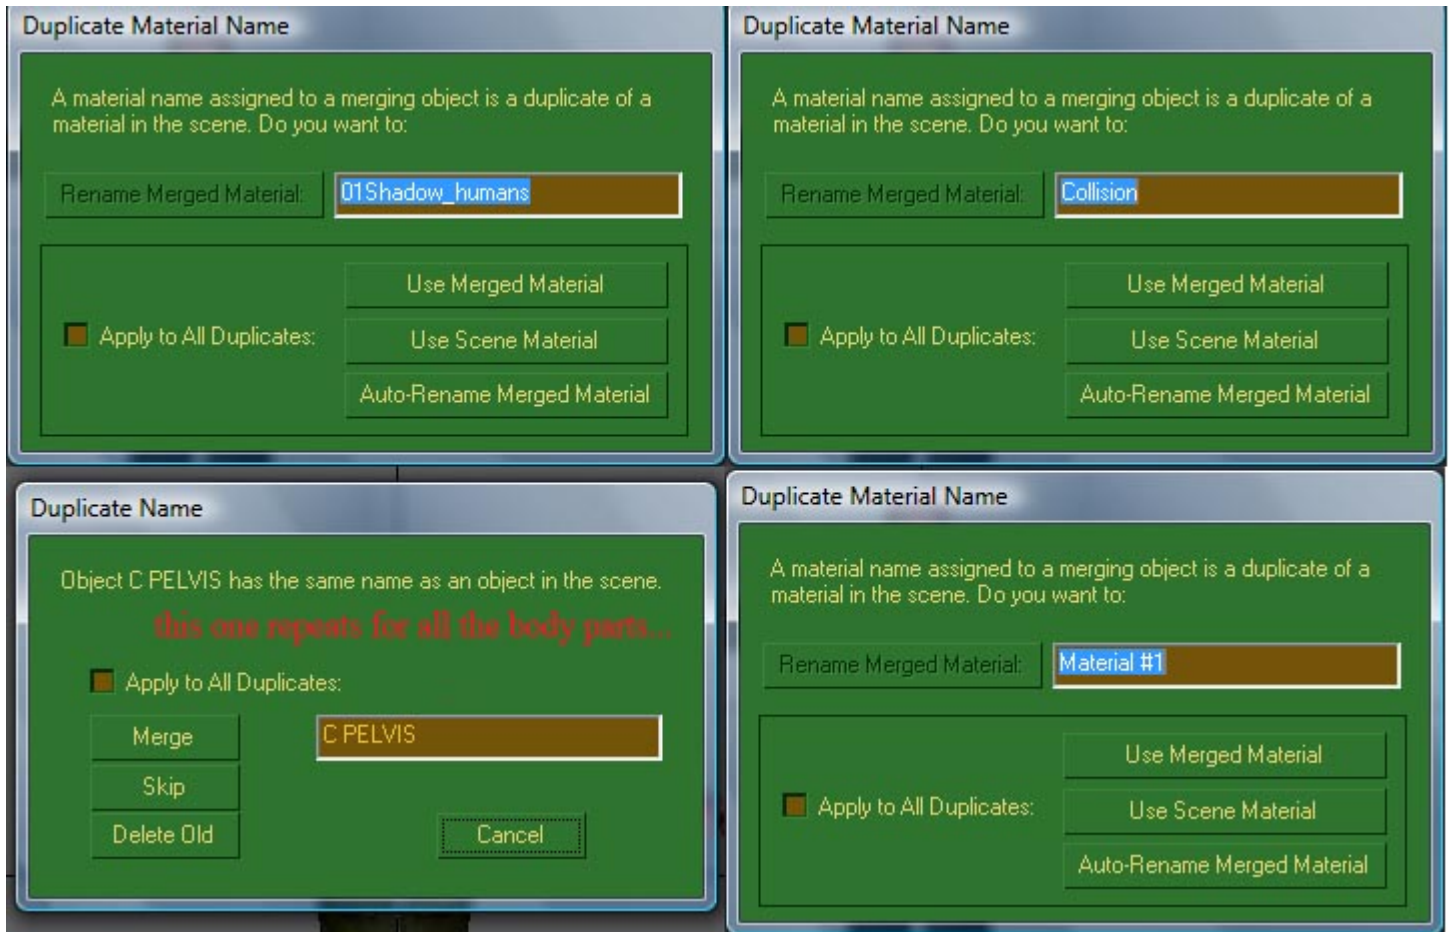 Duplicate Material Name
A material name assigned to a merging object is a duplicate of a
material in the scene. Do you want to:
Rename Merged Material:
01Shadow_humans
Use Merged Material
Apply to All Duplicates:
Use Scene Material
Auto-Rename Merged Material
Duplicate Material Name
A material name assigned to a merging object is a duplicate of a
material in the scene. Do you want to:
Rename Merged Material:
Collision
Use Merged Material
Apply to All Duplicates:
Use Scene Material
Auto-Rename Merged Material
Duplicate Name
Object C PELVIS has the same name as an object in the scene.
this one repeats for all the body parts...
Apply to All Duplicates:
Merge
C PELVIS
Skip
Delete Old
Cancel
Duplicate Material Name
A material name assigned to a merging object is a duplicate of a
material in the scene. Do you want to:
Rename Merged Material:
Material #1
Use Merged Material
Apply to All Duplicates:
Use Scene Material
Auto-Rename Merged Material